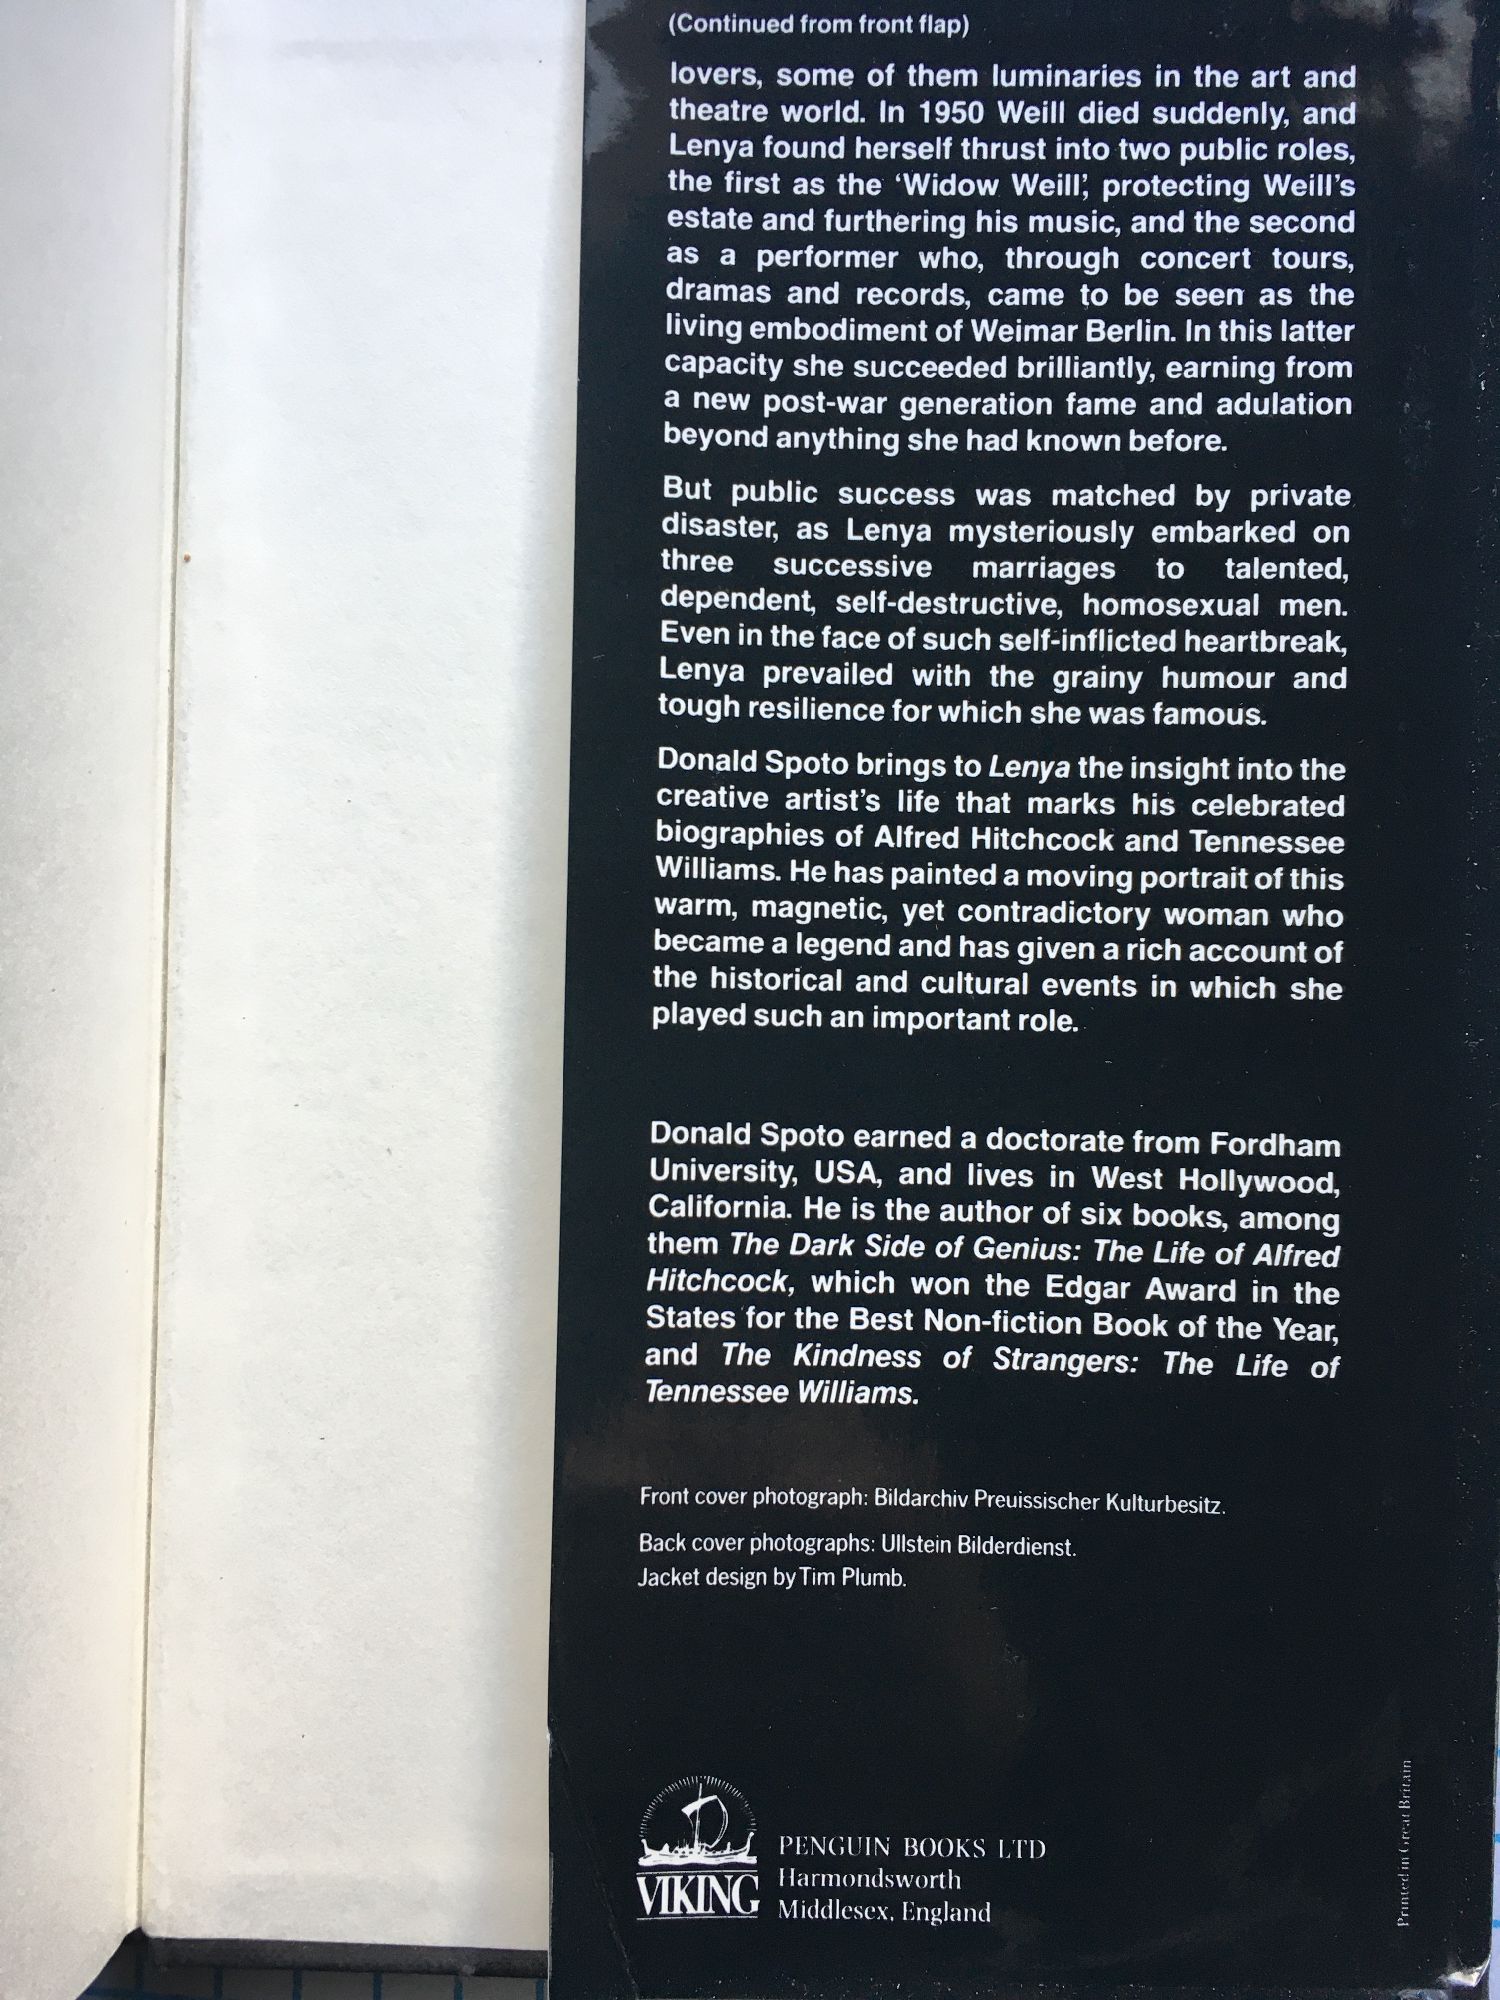 (Continued from front flap)
lovers, some of them luminaries in the art and
theatre world. In 1950 Weill died suddenly, and
Lenya found herself thrust into two public roles,
the first as the ‘Widow Weill’, protecting Weill’s
estate and furthering his music, and the second
as a performer who, through concert tours,
dramas and records, came to be seen as the
living embodiment of Weimar Berlin. In this latter
capacity she succeeded brilliantly, earning from
a new post-war generation fame and adulation
beyond anything she had known before.
But public success was matched by private
disaster, as Lenya mysteriously embarked on
three successive marriages to talented,
dependent, self-destructive, homosexual men.
Even in the face of such self-inflicted heartbreak,
Lenya prevailed with the grainy humour and
tough resilience for which she was famous.
Donald Spoto brings to Lenya the insight into the
creative artist’s life that marks his celebrated
biographies of Alfred Hitchcock and Tennessee
Williams. He has painted a moving portrait of this
warm, magnetic, yet contradictory woman who
became a legend and has given a rich account of
the historical and cultural events in which she
played such an important role.
Donald Spoto earned a doctorate from Fordham
University, USA, and lives in West Hollywood,
California. He is the author of six books, among
them The Dark Side of Genius: The Life of Alfred
Hitchcock, which won the Edgar Award in the
States for the Best Non-fiction Book of the Year,
and The Kindness of Strangers: The Life of
Tennessee Williams.
Front cover photograph: Bildarchiv Preuissischer Kulturbesitz.
Back cover photographs: Ullstein Bilderdienst.
Jacket design by Tim Plumb.
VIKING
PENGUIN BOOKS LTD
Harmondsworth
Middlesex, England
Printed in Great Britain